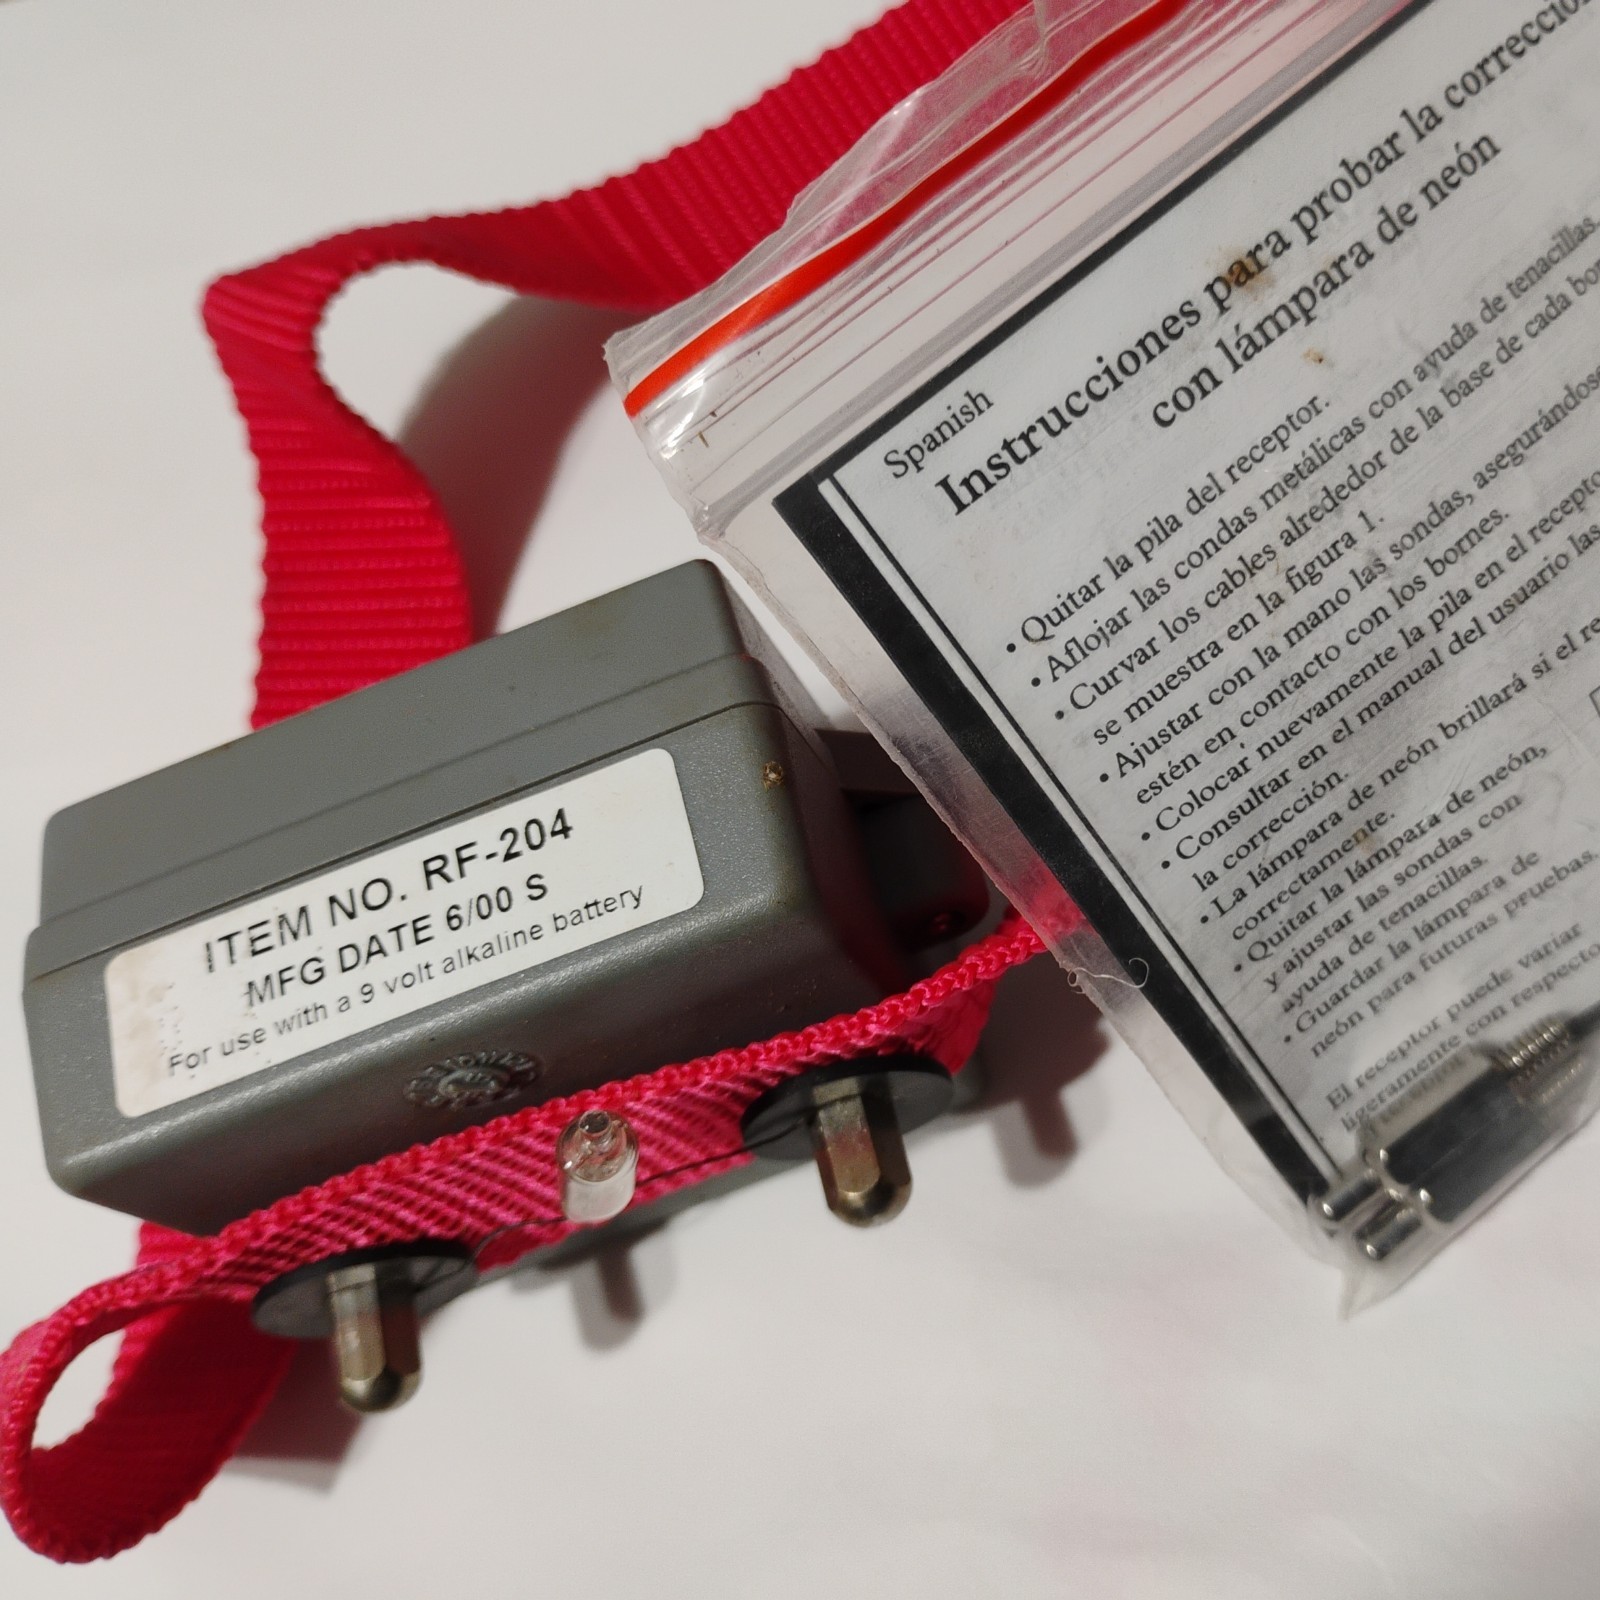 ITEM NO. RF-204
MFG DATE 6/00 S
For use with a 9 volt alkaline battery
Spanish
Instrucciones para probar la corrección
con lámpara de neón
• Quitar la pila del receptor.
• Aflojar las condas metálicas con ayuda de tenacillas.
• Curvar los cables alrededor de la base de cada
se muestra en la figura 1.
• Ajustar con la mano las sondas, asegurándose
estén en contacto con los bornes.
• Colocar nuevamente la pila en el
• Consultar en el manual del usuario las
la corrección.
• La lámpara de neón brillará si el
correctamente.
• Quitar la lámpara de neón,
y ajustar las sondas con
ayuda de tenacillas.
• Guardar la lámpara de
neón para futuras pruebas.
El receptor puede variar
ligeramente con respecto